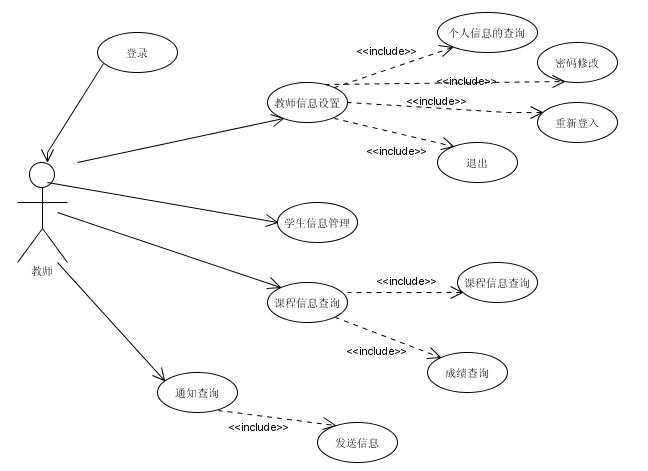 个人信息的查询
登录
<<include>>
密码修改
<<include>>
教师信息设置
<<include>>
重新登入
<<include>>
退出
学生信息管理
教师
<<include>>
课程信息查询
课程信息查询
<<include>>
成绩查询
通知查询
<<include>>
发送信息